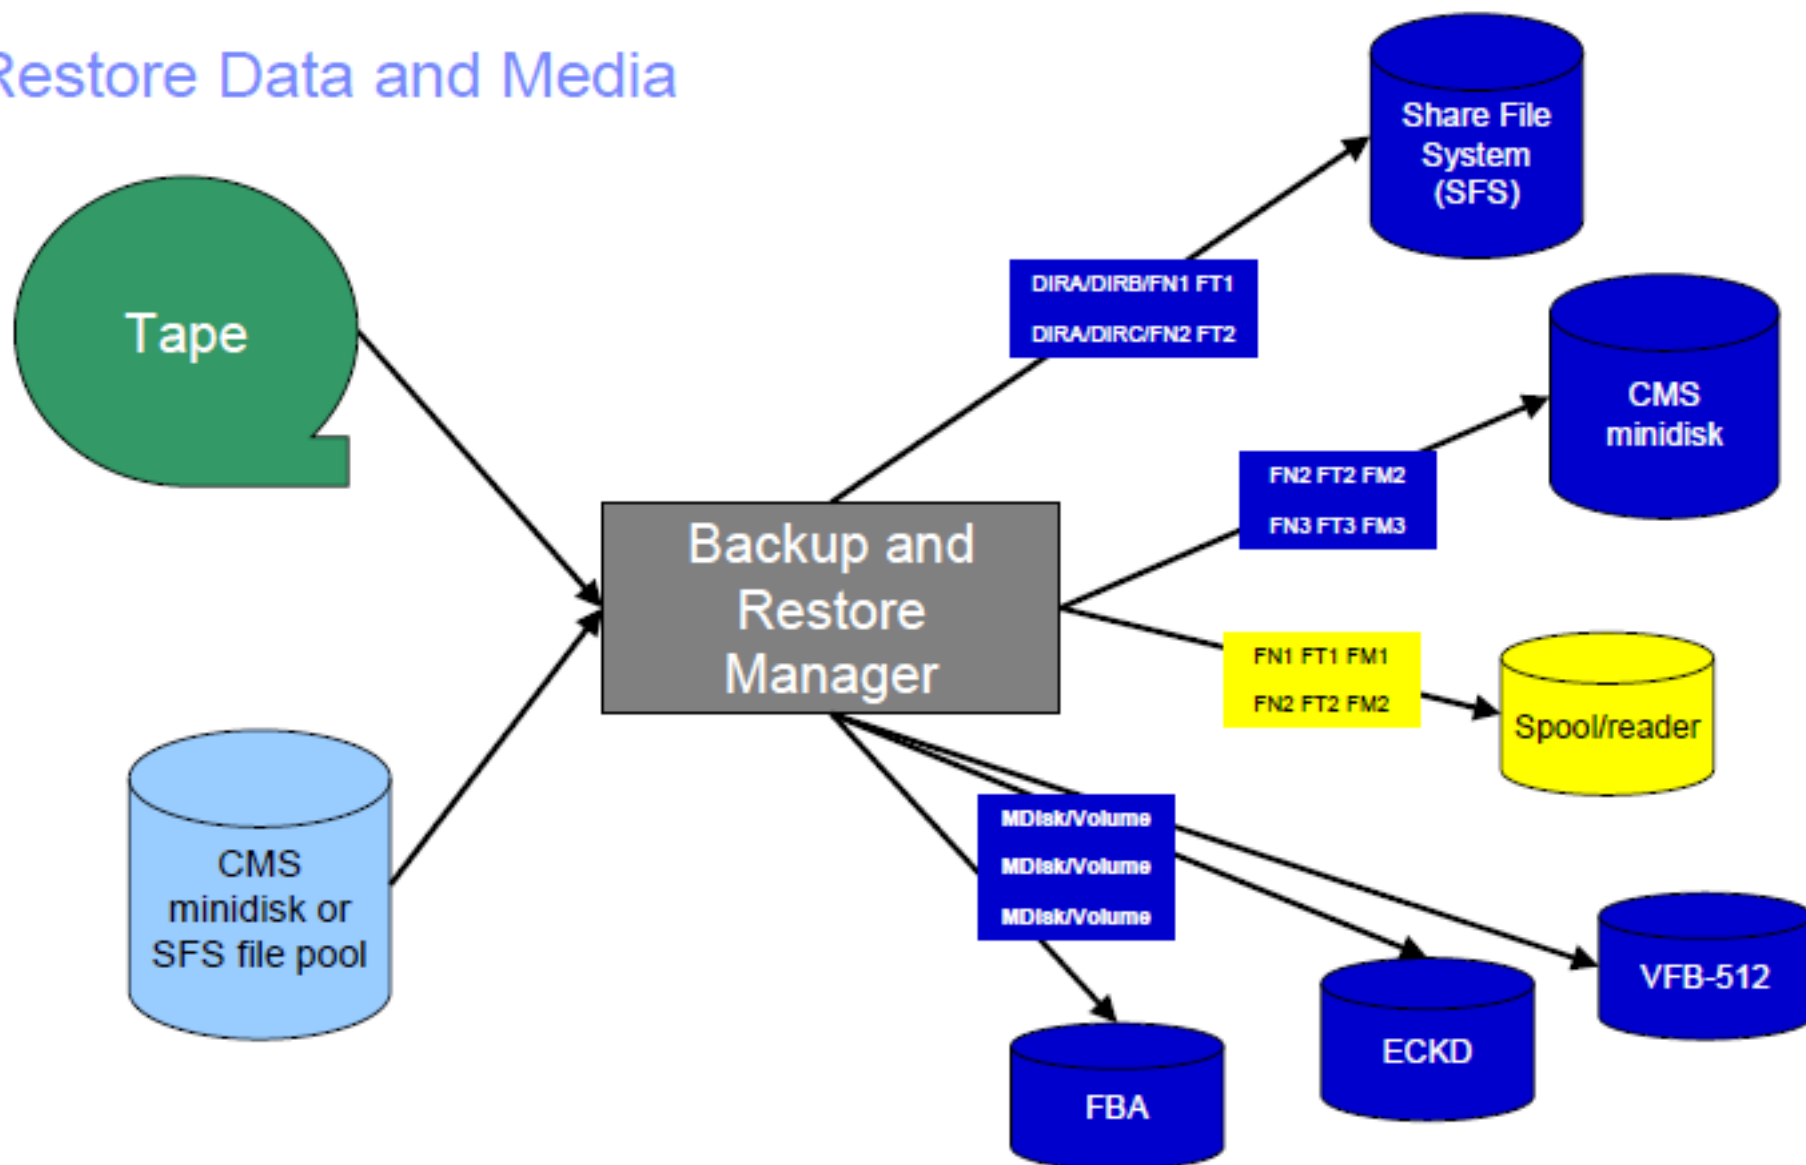 Restore Data and Media
Share File
System
(SFS)
Tape
DIRA/DIRB/FN1 FT1
DIRA/DIRC/FN2 FT2
CMS
minidisk
FN2 FT2 FM2
FN3 FT3 FM3
Backup and
Restore
Manager
FN1 FT1 FM1
FN2 FT2 FM2
Spool/reader
CMS
minidisk or
SFS file pool
MDisk/Volume
MDisk/Volume
MDisk/Volume
VFB-512
ECKD
FBA